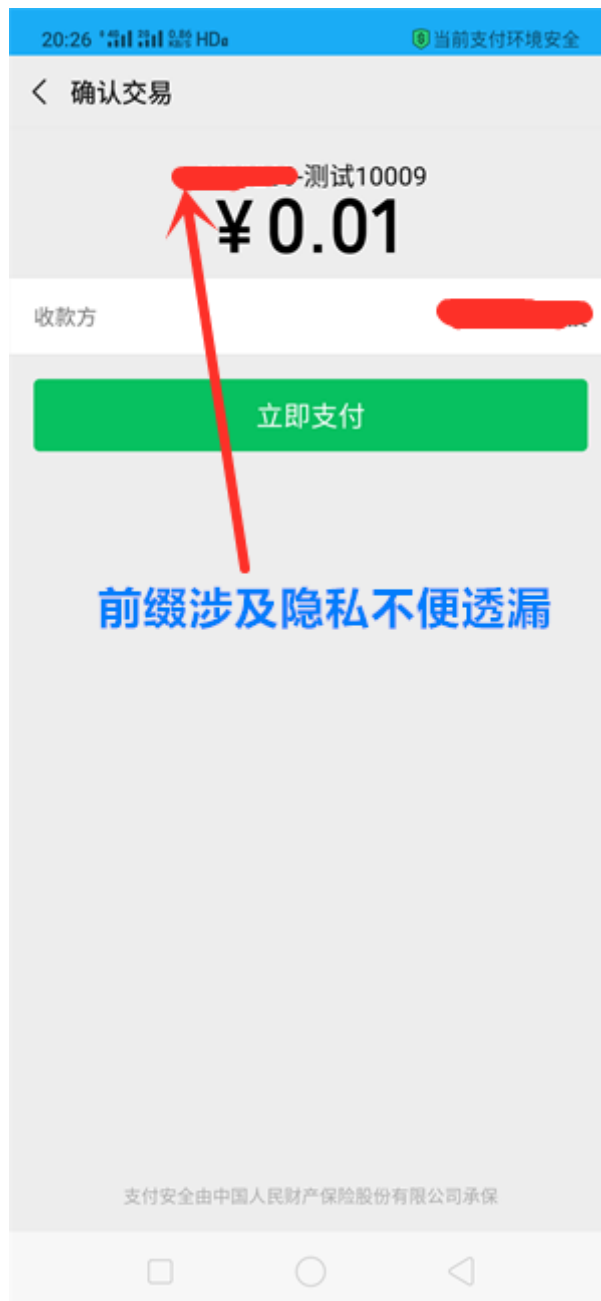 20:26 HD
当前支付环境安全
确认交易
-测试10009
¥0.01
收款方
立即支付
前缀涉及隐私不便透漏
支付安全由中国人民财产保险股份有限公司承保